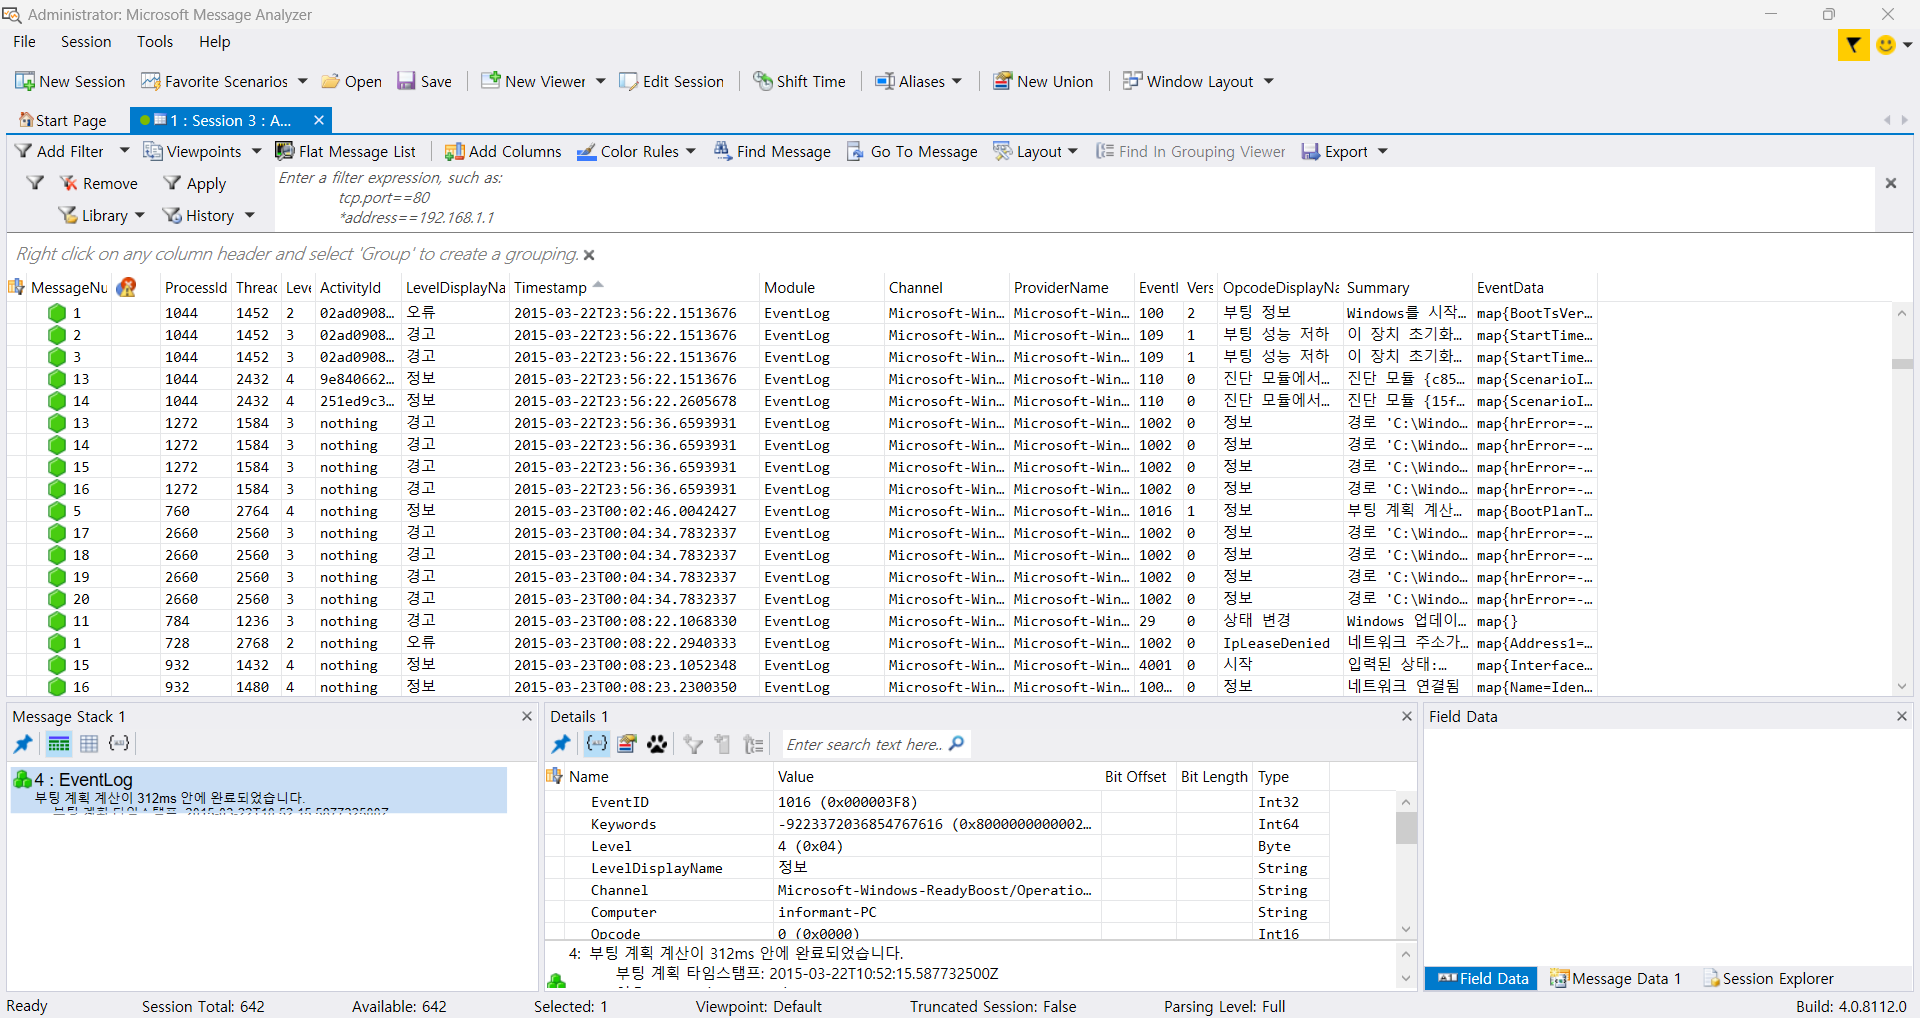 Administrator: Microsoft Message Analyzer
File Session Tools Help
New Session Favorite Scenarios Open Save New Viewer Edit Session Shift Time Aliases New Union Window Layout
Start Page 1 : Session 3 : A...
Add Filter Viewpoints Flat Message List Add Columns Color Rules Find Message Go To Message Layout Find In Grouping Viewer Export
Remove Apply
Library History
Enter a filter expression, such as:
tcp.port==80
*address==192.168.1.1
Right click on any column header and select 'Group' to create a grouping.
MessageNu ProcessId Threac Leve ActivityId LevelDisplayNa Timestamp Module Channel ProviderName EventI Vers OpcodeDisplayNa Summary EventData
1 1044 1452 2 02ad0908... 오류 2015-03-22T23:56:22.1513676 EventLog Microsoft-Win... Microsoft-Win... 100 2 부팅 정보 Windows를 시작... map{BootTsVer...
2 1044 1452 3 02ad0908... 경고 2015-03-22T23:56:22.1513676 EventLog Microsoft-Win... Microsoft-Win... 109 1 부팅 성능 저하 이 장치 초기화... map{StartTime...
3 1044 1452 3 02ad0908... 경고 2015-03-22T23:56:22.1513676 EventLog Microsoft-Win... Microsoft-Win... 109 1 부팅 성능 저하 이 장치 초기화... map{StartTime...
13 1044 2432 4 9e840662... 정보 2015-03-22T23:56:22.1513676 EventLog Microsoft-Win... Microsoft-Win... 110 0 진단 모듈에서... 진단 모듈 {c85... map{ScenarioI...
14 1044 2432 4 251ed9c3... 정보 2015-03-22T23:56:22.2605678 EventLog Microsoft-Win... Microsoft-Win... 110 0 진단 모듈에서... 진단 모듈 {15f... map{ScenarioI...
13 1272 1584 3 nothing 경고 2015-03-22T23:56:36.6593931 EventLog Microsoft-Win... Microsoft-Win... 1002 0 정보 경로 'C:\Windo... map{hrError=-...
14 1272 1584 3 nothing 경고 2015-03-22T23:56:36.6593931 EventLog Microsoft-Win... Microsoft-Win... 1002 0 정보 경로 'C:\Windo... map{hrError=-...
15 1272 1584 3 nothing 경고 2015-03-22T23:56:36.6593931 EventLog Microsoft-Win... Microsoft-Win... 1002 0 정보 경로 'C:\Windo... map{hrError=-...
16 1272 1584 3 nothing 경고 2015-03-22T23:56:36.6593931 EventLog Microsoft-Win... Microsoft-Win... 1002 0 정보 경로 'C:\Windo... map{hrError=-...
5 760 2764 4 nothing 정보 2015-03-23T00:02:46.0042427 EventLog Microsoft-Win... Microsoft-Win... 1016 1 정보 부팅 계획 계산... map{BootPlanT...
17 2660 2560 3 nothing 경고 2015-03-23T00:04:34.7832337 EventLog Microsoft-Win... Microsoft-Win... 1002 0 정보 경로 'C:\Windo... map{hrError=-...
18 2660 2560 3 nothing 경고 2015-03-23T00:04:34.7832337 EventLog Microsoft-Win... Microsoft-Win... 1002 0 정보 경로 'C:\Windo... map{hrError=-...
19 2660 2560 3 nothing 경고 2015-03-23T00:04:34.7832337 EventLog Microsoft-Win... Microsoft-Win... 1002 0 정보 경로 'C:\Windo... map{hrError=-...
20 2660 2560 3 nothing 경고 2015-03-23T00:04:34.7832337 EventLog Microsoft-Win... Microsoft-Win... 1002 0 정보 경로 'C:\Windo... map{hrError=-...
11 784 1236 3 nothing 경고 2015-03-23T00:08:22.1068330 EventLog Microsoft-Win... Microsoft-Win... 29 0 상태 변경 Windows 업데이... map{}
1 728 2768 2 nothing 오류 2015-03-23T00:08:22.2940333 EventLog Microsoft-Win... Microsoft-Win... 1002 0 IpLeaseDenied 네트워크 주소가... map{Address1=...
15 932 1432 4 nothing 정보 2015-03-23T00:08:23.1052348 EventLog Microsoft-Win... Microsoft-Win... 4001 0 시작 입력된 상태:... map{Interface...
16 932 1480 4 nothing 정보 2015-03-23T00:08:23.2300350 EventLog Microsoft-Win... Microsoft-Win... 100... 0 정보 네트워크 연결됨 map{Name=Iden...
Message Stack 1
4 : EventLog
부팅 계획 계산이 312ms 안에 완료되었습니다.
부팅 계획 타임스탬프: 2015-03-22T10:52:15.587732500Z
Details 1
Enter search text here..
Name Value Bit Offset Bit Length Type
EventID 1016 (0x000003F8) Int32
Keywords -9223372036854767616 (0x8000000000002... Int64
Level 4 (0x04) Byte
LevelDisplayName 정보 String
Channel Microsoft-Windows-ReadyBoost/Operatio... String
Computer informant-PC String
Opcode 0 (0x0000) Int16
4: 부팅 계획 계산이 312ms 안에 완료되었습니다.
부팅 계획 타임스탬프: 2015-03-22T10:52:15.587732500Z
Field Data
Field Data Message Data 1 Session Explorer
Ready Session Total: 642 Available: 642 Selected: 1 Viewpoint: Default Truncated Session: False Parsing Level: Full Build: 4.0.8112.0